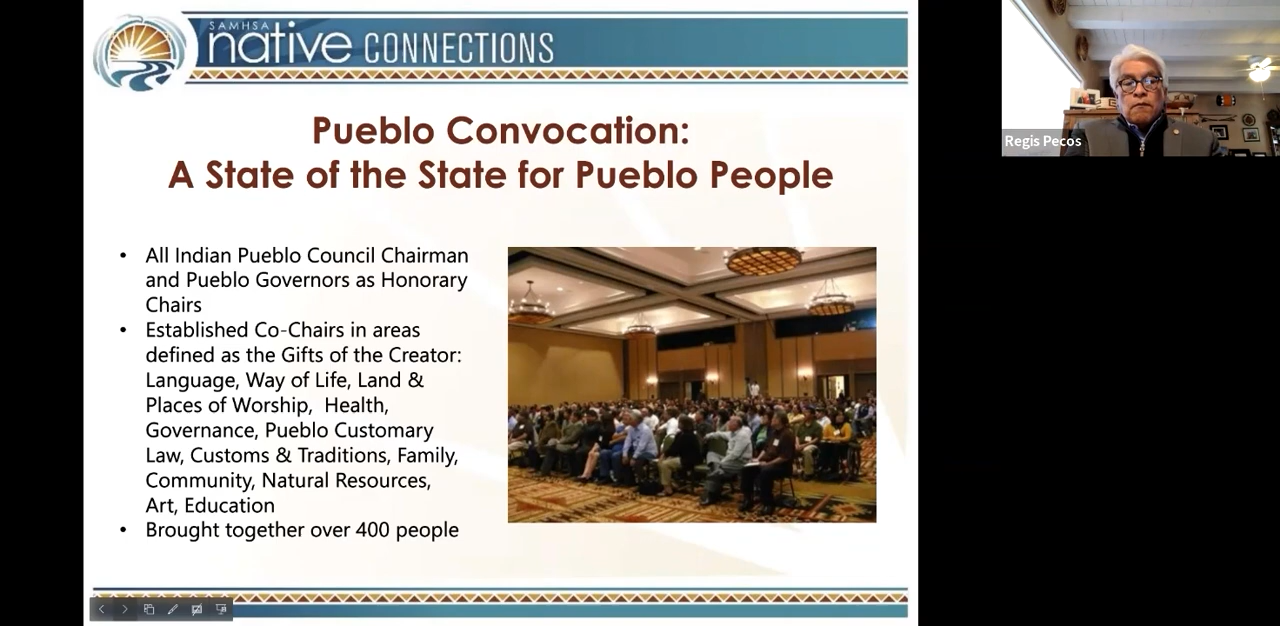 SAMHSA
native CONNECTIONS
Pueblo Convocation:
A State of the State for Pueblo People
• All Indian Pueblo Council Chairman
and Pueblo Governors as Honorary
Chairs
• Established Co-Chairs in areas
defined as the Gifts of the Creator:
Language, Way of Life, Land &
Places of Worship, Health,
Governance, Pueblo Customary
Law, Customs & Traditions, Family,
Community, Natural Resources,
Art, Education
• Brought together over 400 people
Regis Pecos